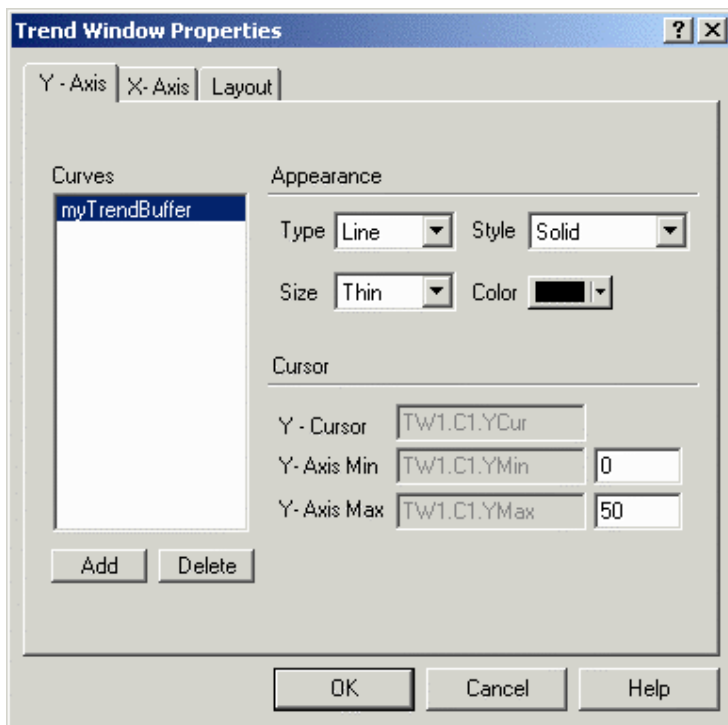 Trend Window Properties
Y - Axis X- Axis Layout
Curves
myTrendBuffer
Add Delete
Appearance
Type Line Style Solid
Size Thin Color
Cursor
Y - Cursor TW1.C1.YCur
Y- Axis Min TW1.C1.YMin 0
Y- Axis Max TW1.C1.YMax 50
OK Cancel Help